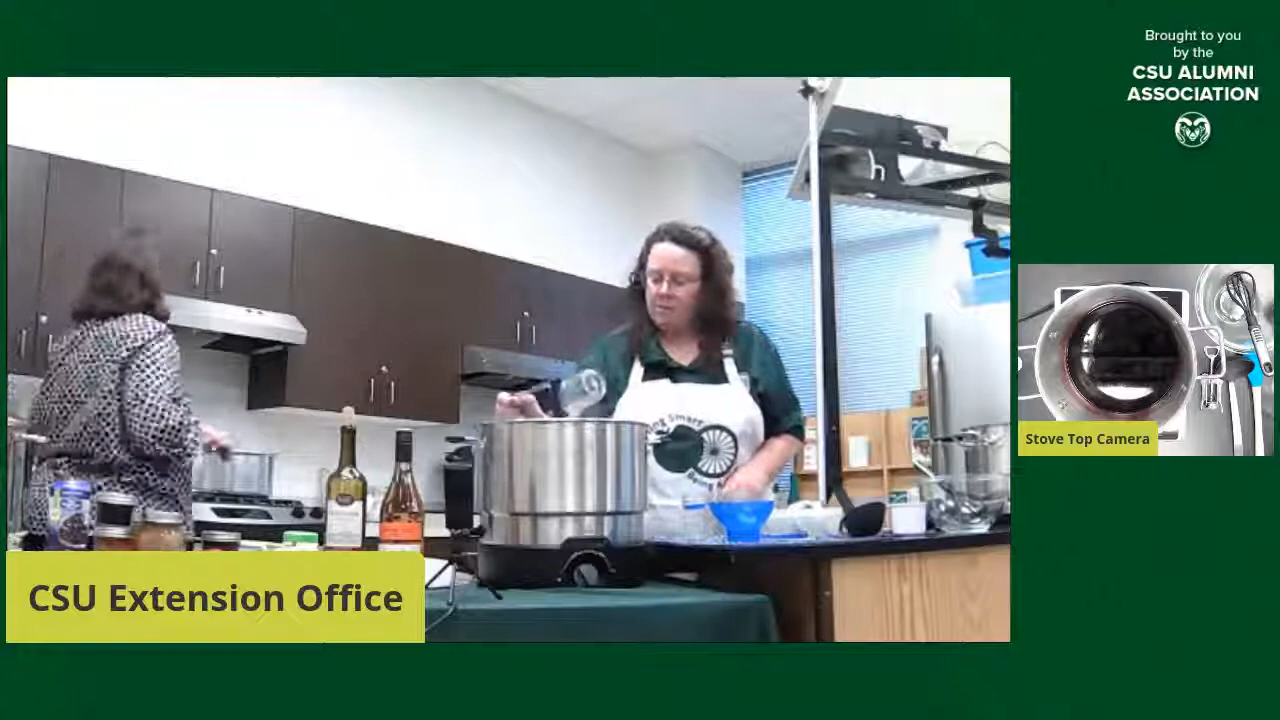 Brought to you
by the
CSU ALUMNI
ASSOCIATION
Stove Top Camera
CSU Extension Office